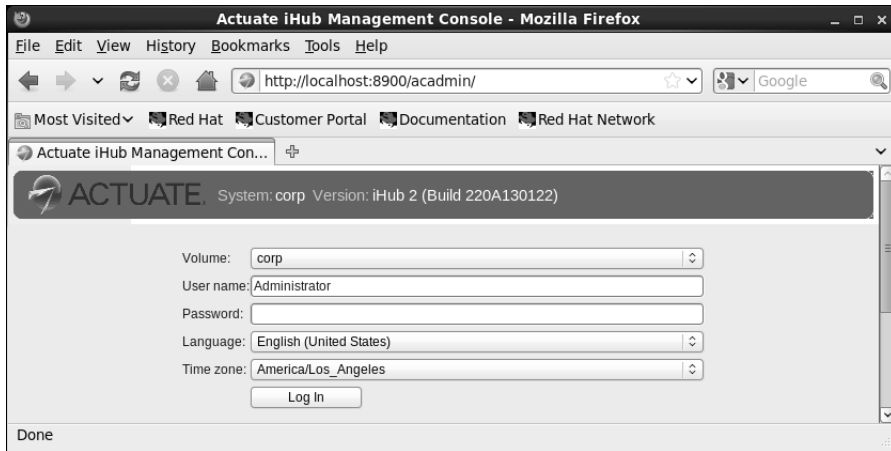 Actuate iHub Management Console - Mozilla Firefox
File Edit View History Bookmarks Tools Help
http://localhost:8900/acadmin/ Google
Most Visited Red Hat Customer Portal Documentation Red Hat Network
Actuate iHub Management Con...
ACTUATE. System: corp Version: iHub 2 (Build 220A130122)
Volume: corp
User name: Administrator
Password:
Language: English (United States)
Time zone: America/Los_Angeles
Log In
Done